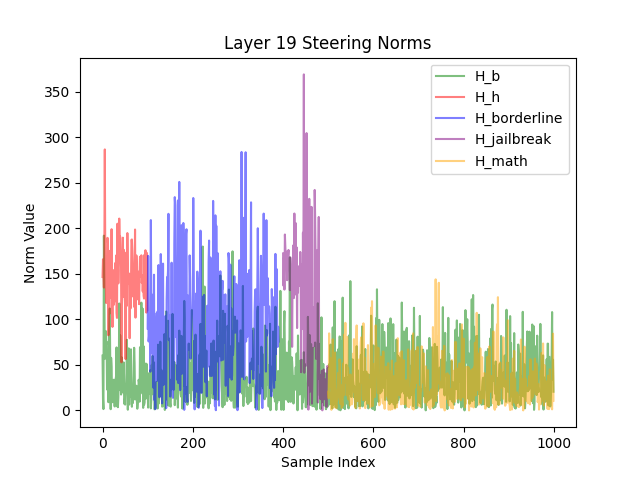 Layer 19 Steering Norms
H_b
H_h
H_borderline
H_jailbreak
H_math
Norm Value
350
300
250
200
150
100
50
0
0
200
400
600
800
1000
Sample Index